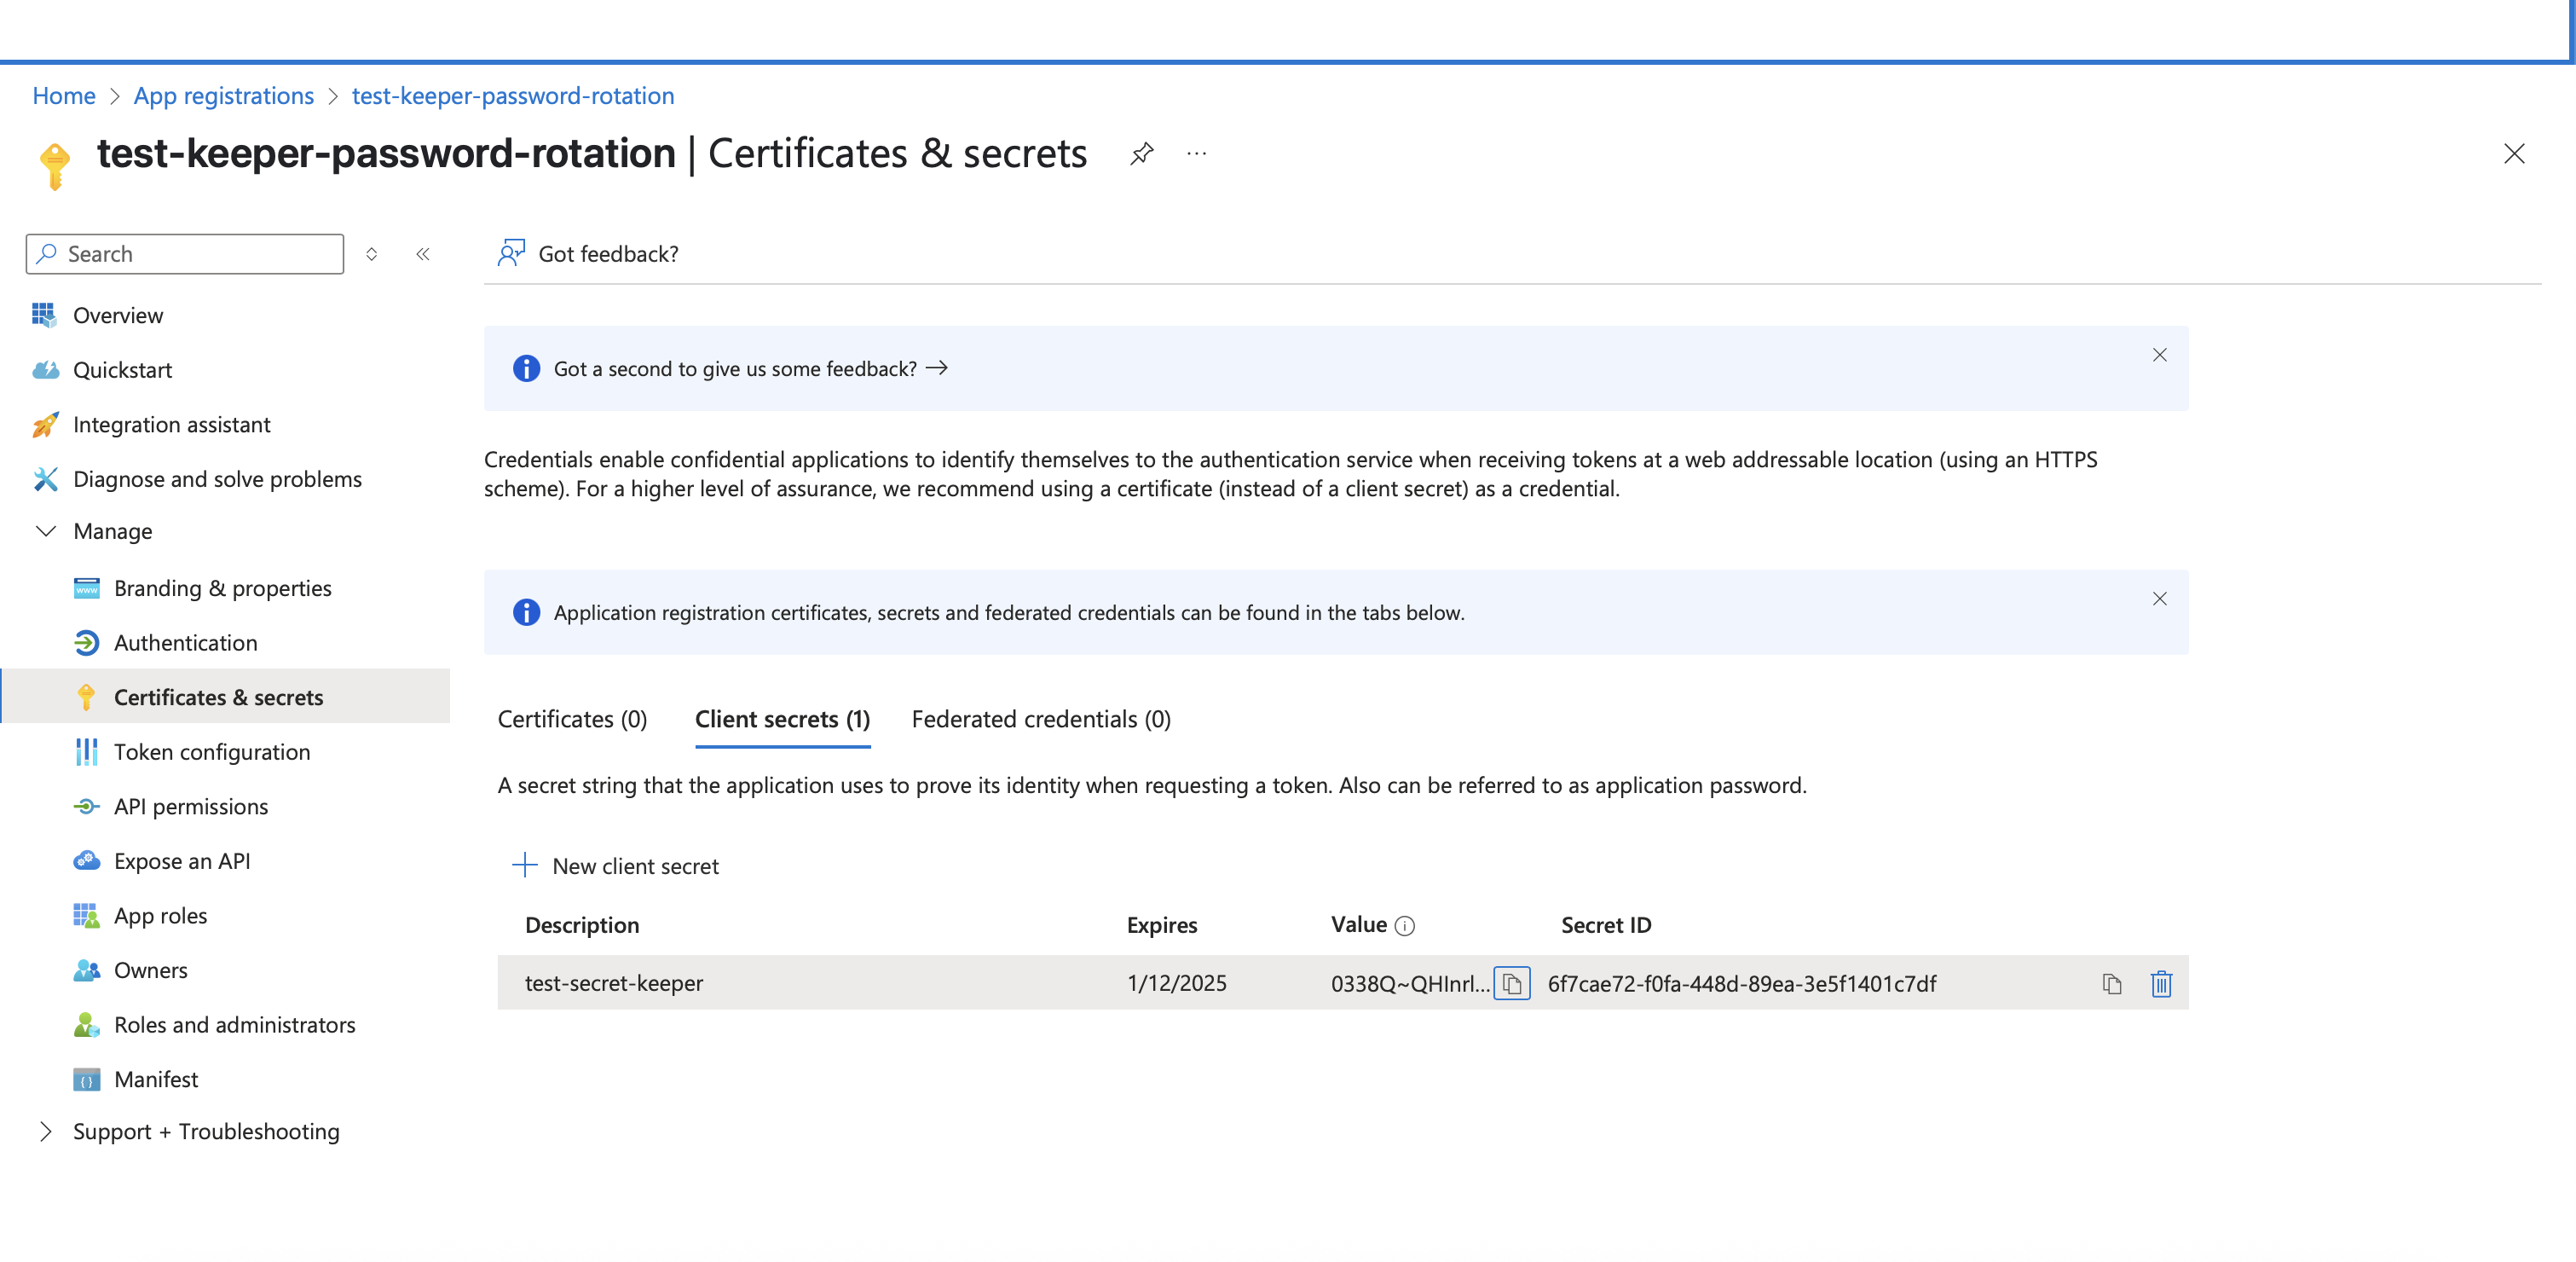 Home > App registrations > test-keeper-password-rotation
test-keeper-password-rotation | Certificates & secrets ...
Search
Got feedback?
Overview
Quickstart
Integration assistant
Diagnose and solve problems
Manage
Branding & properties
Authentication
Certificates & secrets
Token configuration
API permissions
Expose an API
App roles
Owners
Roles and administrators
Manifest
Support + Troubleshooting
Got a second to give us some feedback? →
Credentials enable confidential applications to identify themselves to the authentication service when receiving tokens at a web addressable location (using an HTTPS
scheme). For a higher level of assurance, we recommend using a certificate (instead of a client secret) as a credential.
Application registration certificates, secrets and federated credentials can be found in the tabs below.
Certificates (0) Client secrets (1) Federated credentials (0)
A secret string that the application uses to prove its identity when requesting a token. Also can be referred to as application password.
New client secret
Description Expires Value Secret ID
test-secret-keeper 1/12/2025 0338Q~QHInrl... 6f7cae72-f0fa-448d-89ea-3e5f1401c7df